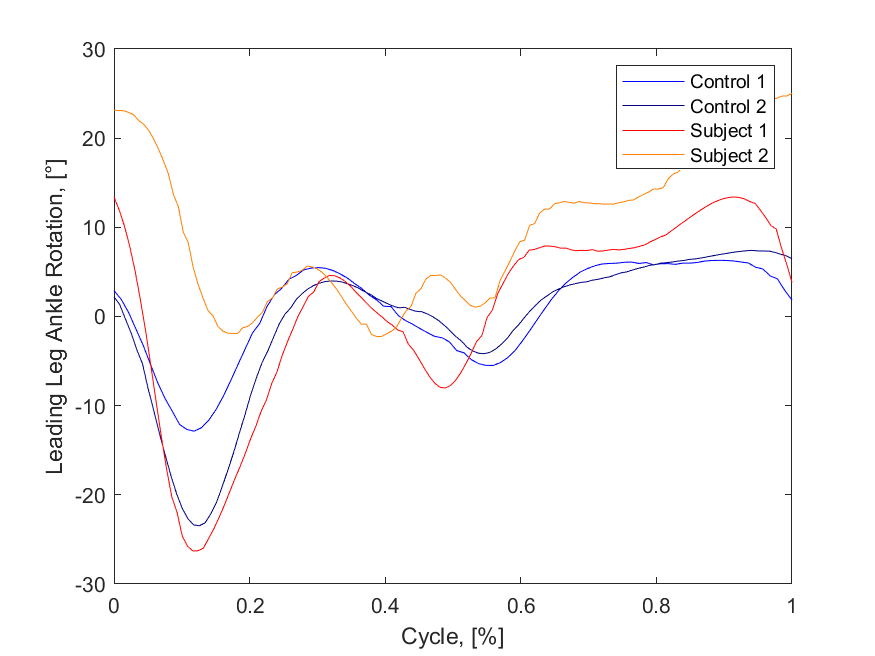 30
20
10
0
-10
-20
-30
Leading Leg Ankle Rotation, [°]
Control 1
Control 2
Subject 1
Subject 2
0 0.2 0.4 0.6 0.8 1
Cycle, [%]